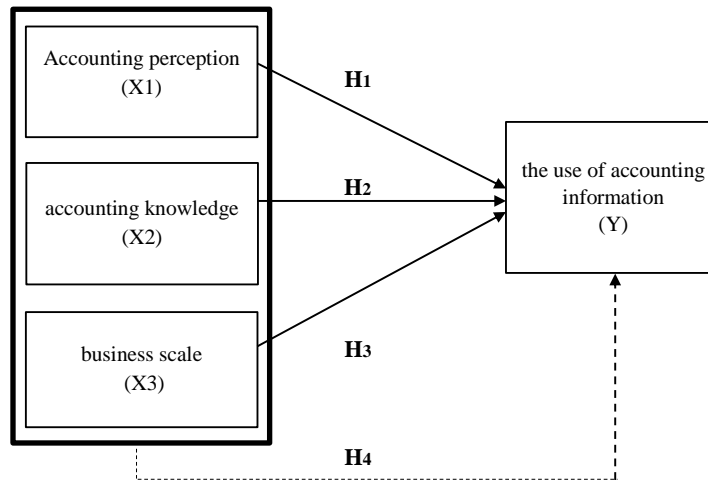 Accounting perception
(X1)
H1
accounting knowledge
(X2)
H2
the use of accounting
information
(Y)
business scale
(X3)
H3
H4